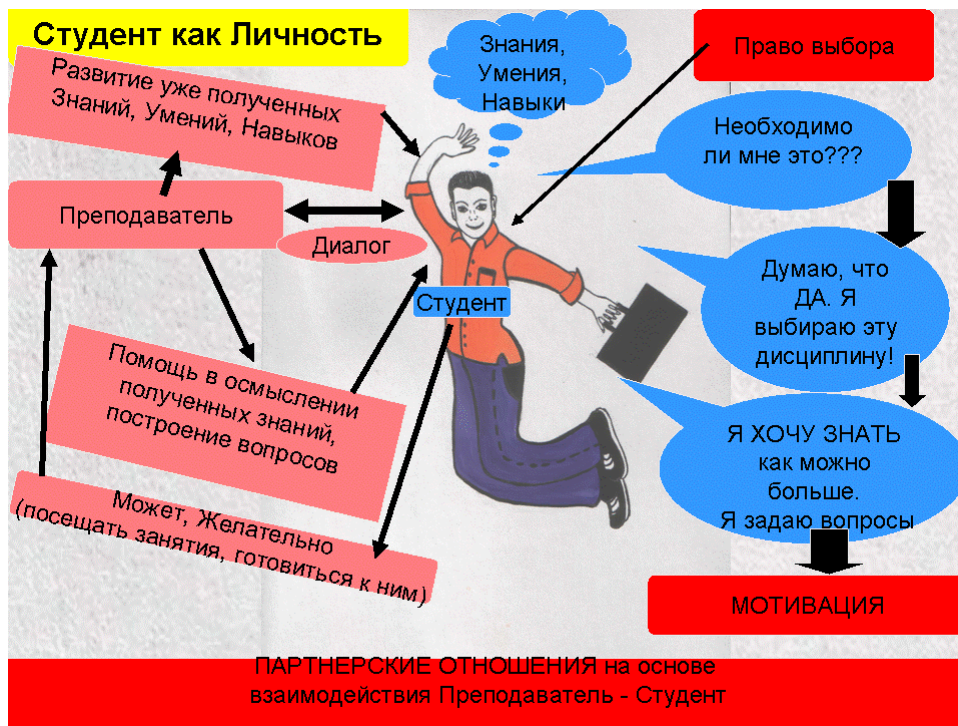 Студент как Личность
Знания,
Умения,
Навыки
Право выбора
Развитие уже полученных
Знаний, Умений, Навыков
Необходимо
ли мне это???
Преподаватель
Диалог
Думаю, что
ДА. Я
выбираю эту
дисциплину!
Студент
Помощь в осмыслении
полученных знаний,
построение вопросов
Я ХОЧУ ЗНАТЬ
как можно
больше.
Я задаю вопросы
Может, Желательно
(посещать занятия, готовиться к ним)
МОТИВАЦИЯ
ПАРТНЕРСКИЕ ОТНОШЕНИЯ на основе
взаимодействия Преподаватель - Студент